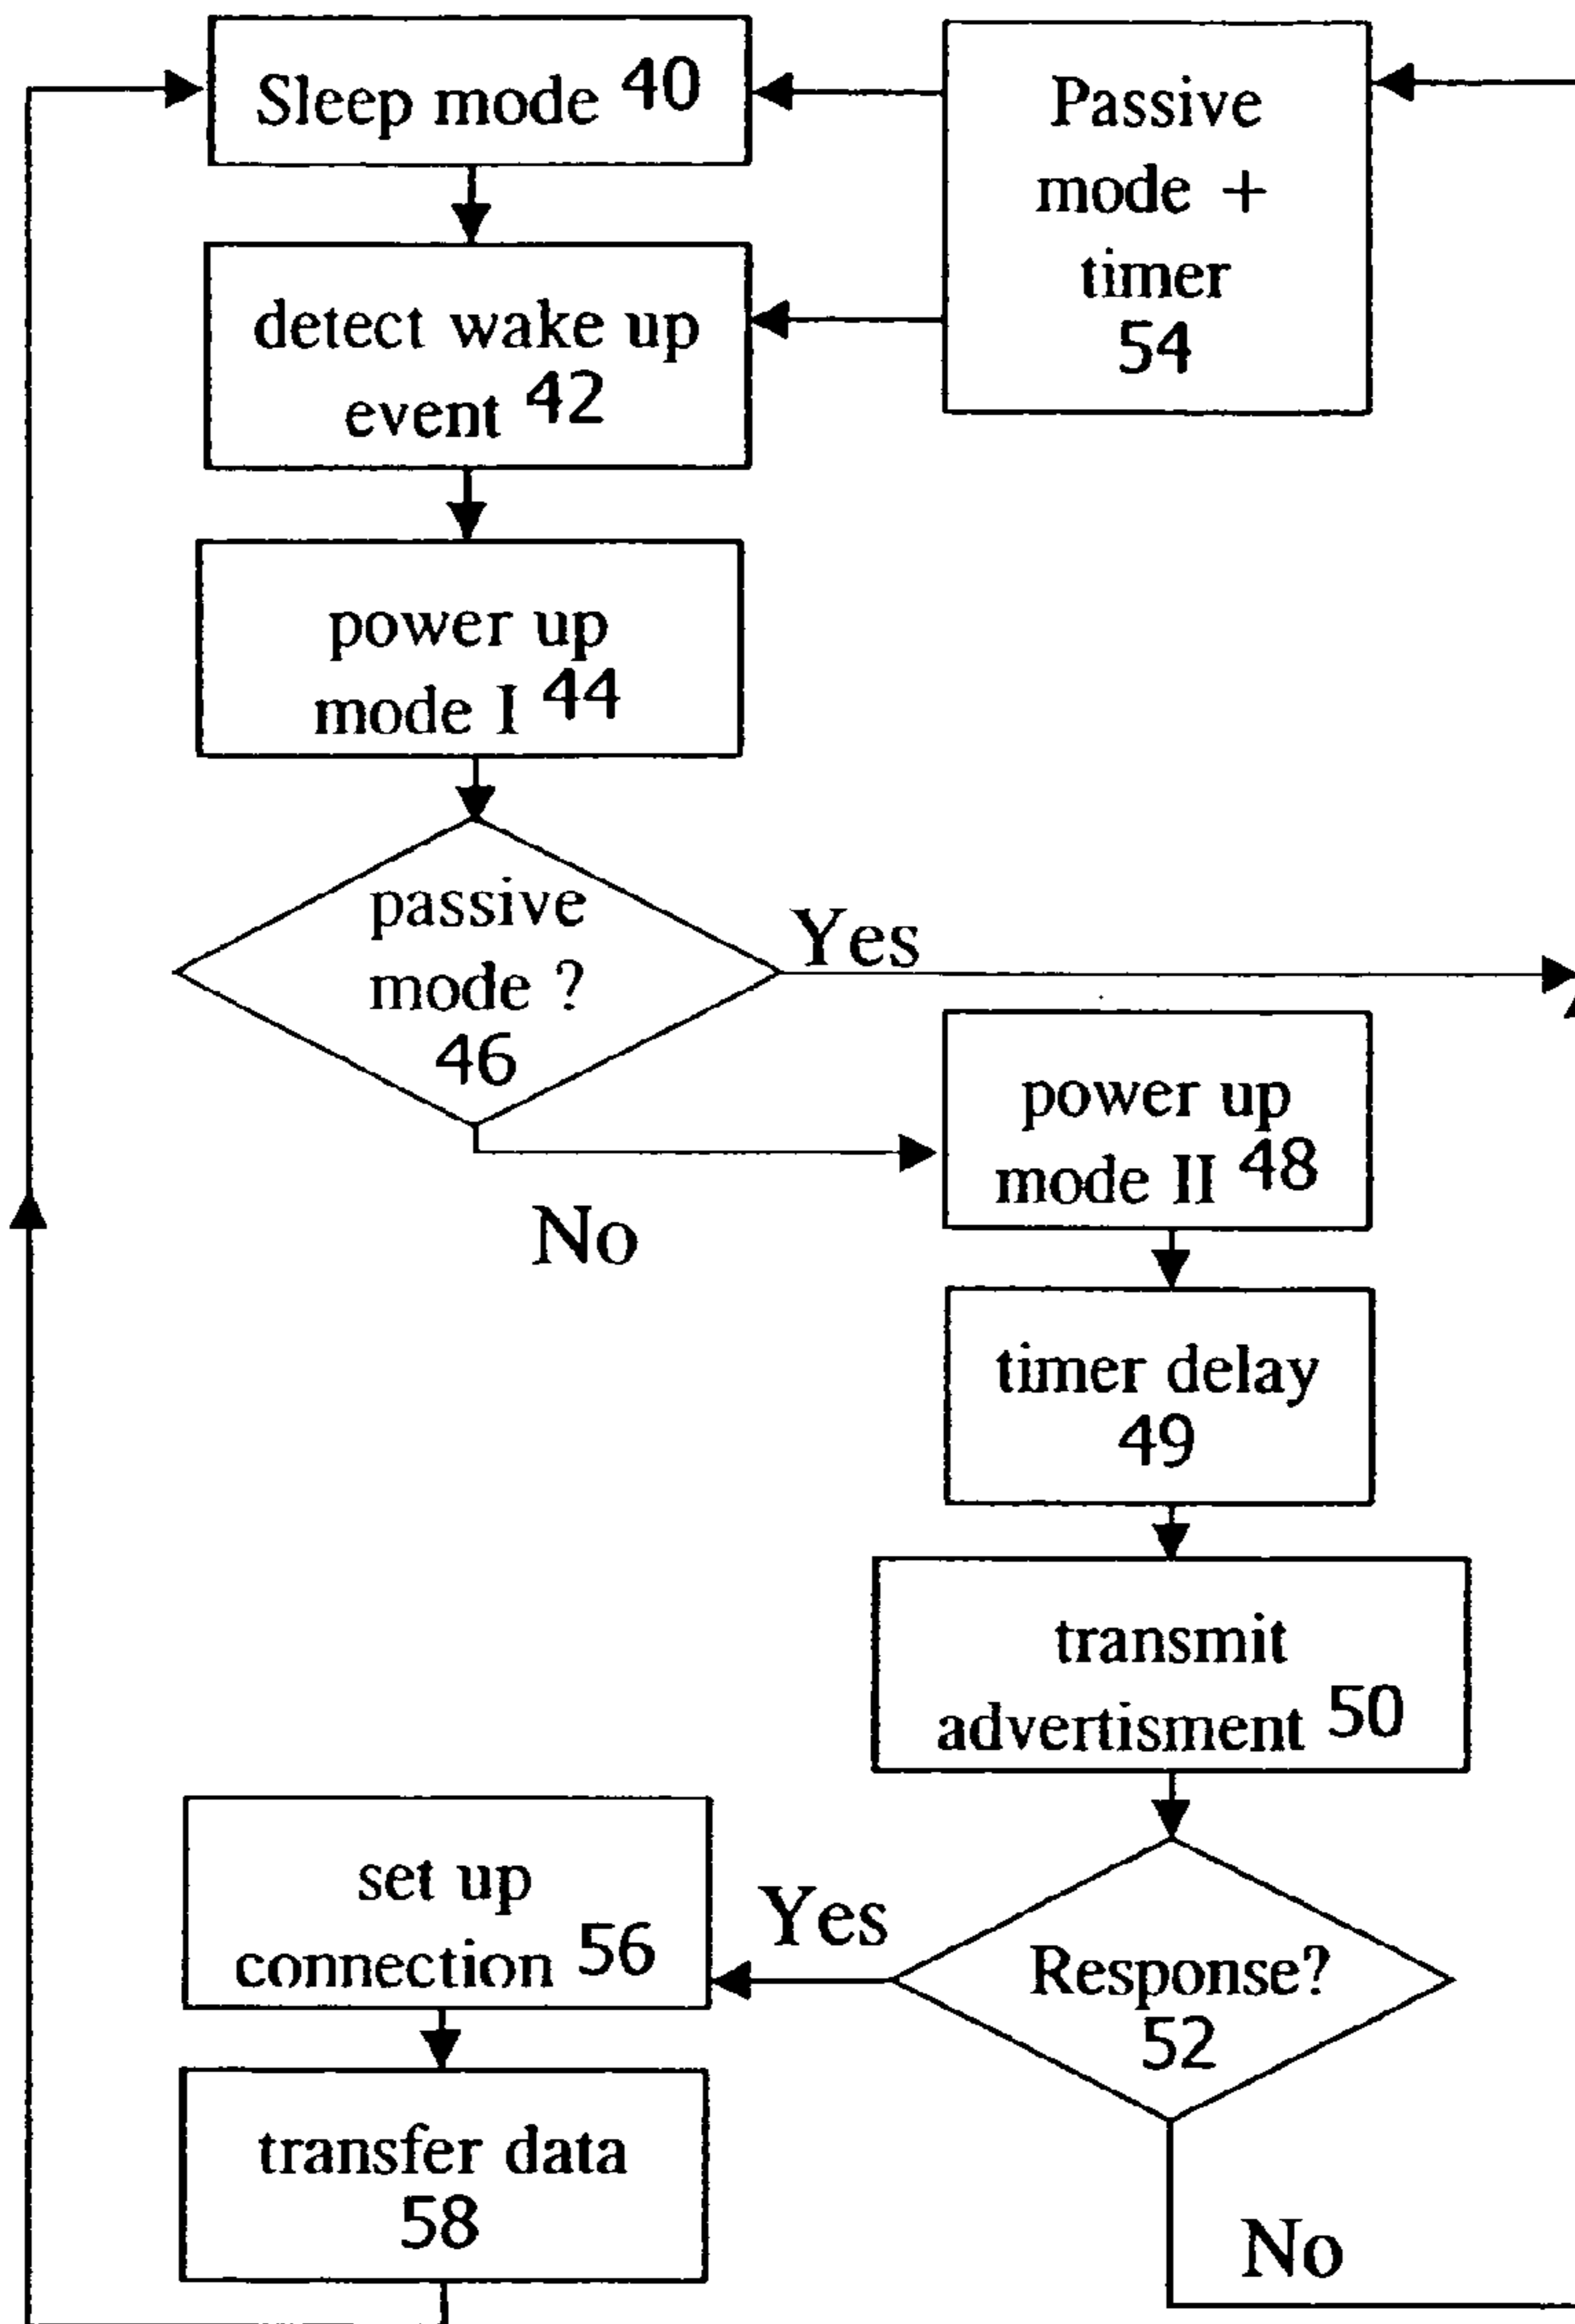 Sleep mode 40
Passive
mode +
timer
54
detect wake up
event 42
power up
mode I 44
passive
mode ?
46
Yes
No
power up
mode II 48
timer delay
49
transmit
advertisment 50
Response?
52
Yes
No
set up
connection 56
transfer data
58